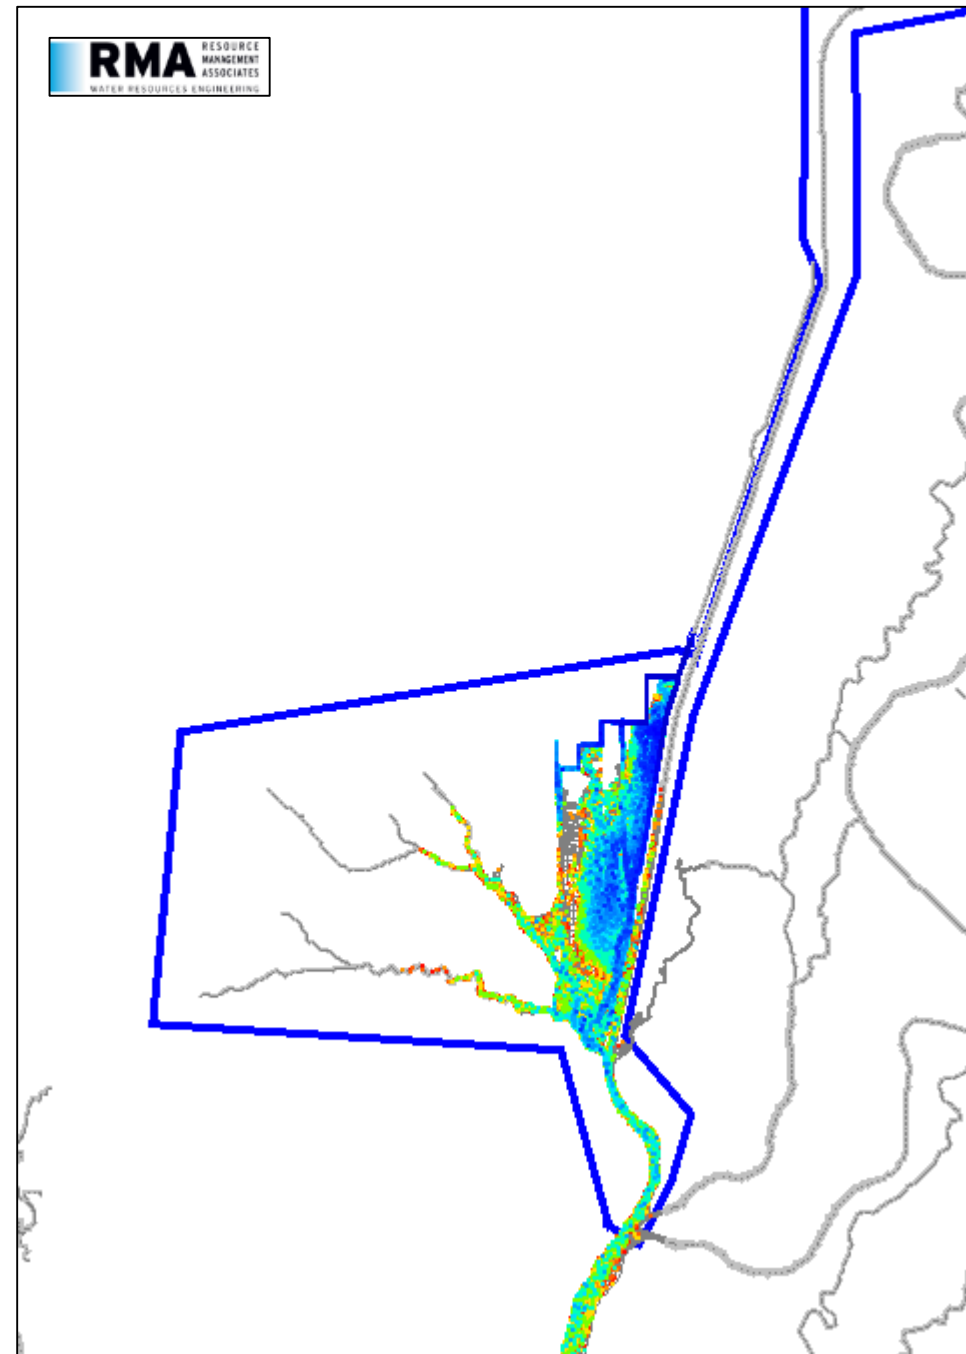 RMA
RESOURCE
MANAGEMENT
ASSOCIATES
WATER RESOURCES ENGINEERING